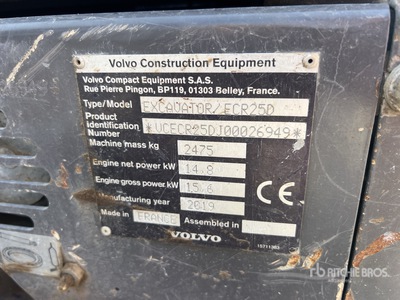 Volvo Construction Equipment
Volvo Compact Equipment S.A.S.
Rue Pierre Pingon, BP119, 01303 Belley, France.
Type/Model EXCAVATOR/ECR25D
Product Identification Number *VCECR25DJ00026949*
Machine mass kg 2475
Engine net power kW 14.8
Engine gross power kW 15.6
Manufacturing year 2019
Made in FRANCE Assembled in
CE
VOLVO
RITCHIE BROS